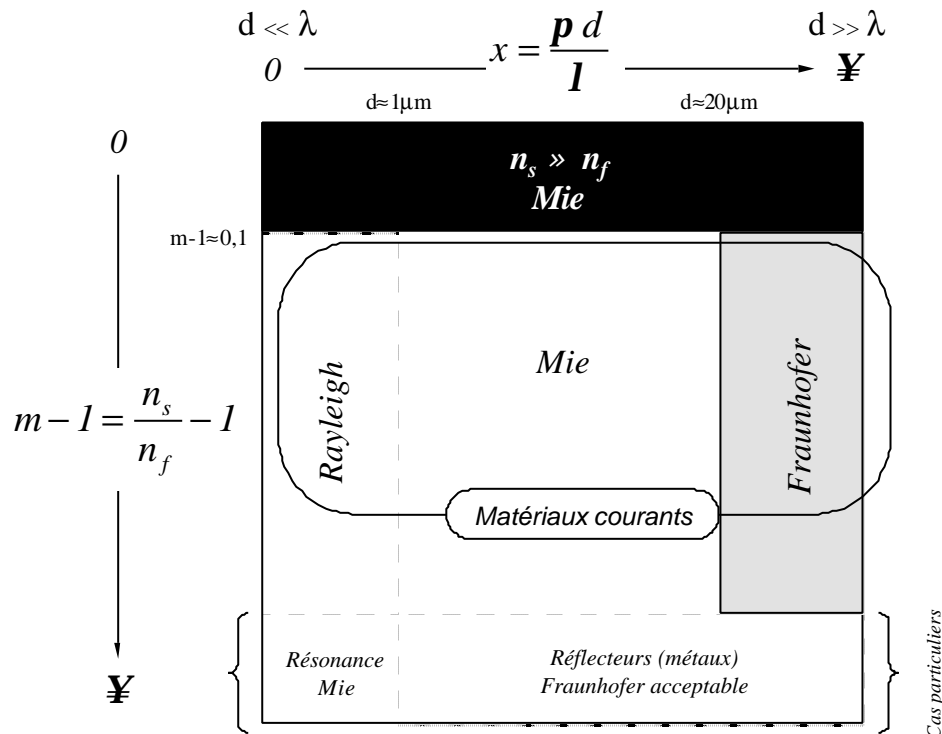 d << λ
d >> λ
x = p d / l
0
¥
d≈1µm
d≈20µm
0
n_s » n_f
Mie
m-1≈0,1
Rayleigh
Mie
Fraunhofer
m − 1 = n_s / n_f − 1
Matériaux courants
Résonance
Mie
Réflecteurs (métaux)
Fraunhofer acceptable
Cas particuliers
¥